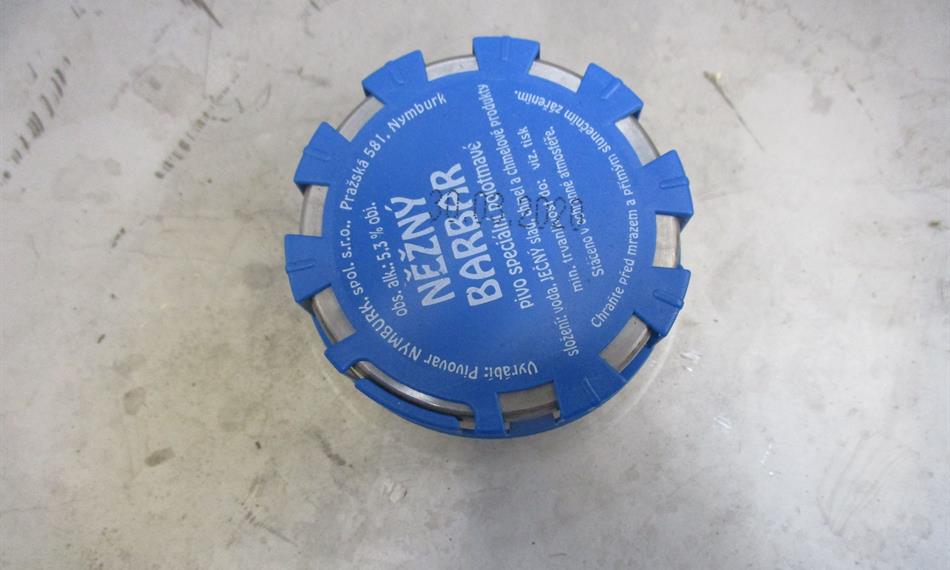 Vyrábí: Pivovar NYMBURK, spol. s.r.o., Pražská 581, Nymburk
obs. alk.: 5,3 % obj.
NĚŽNÝ
BARBAR
Pivo speciální polotmavé
složení: voda, JEČNÝ slad, chmel a chmelové produkty
min. trvanlivost do: viz. tisk
Stáčeno v ochranné atmosféře.
Chraňte před mrazem a přímým slunečním zářením.